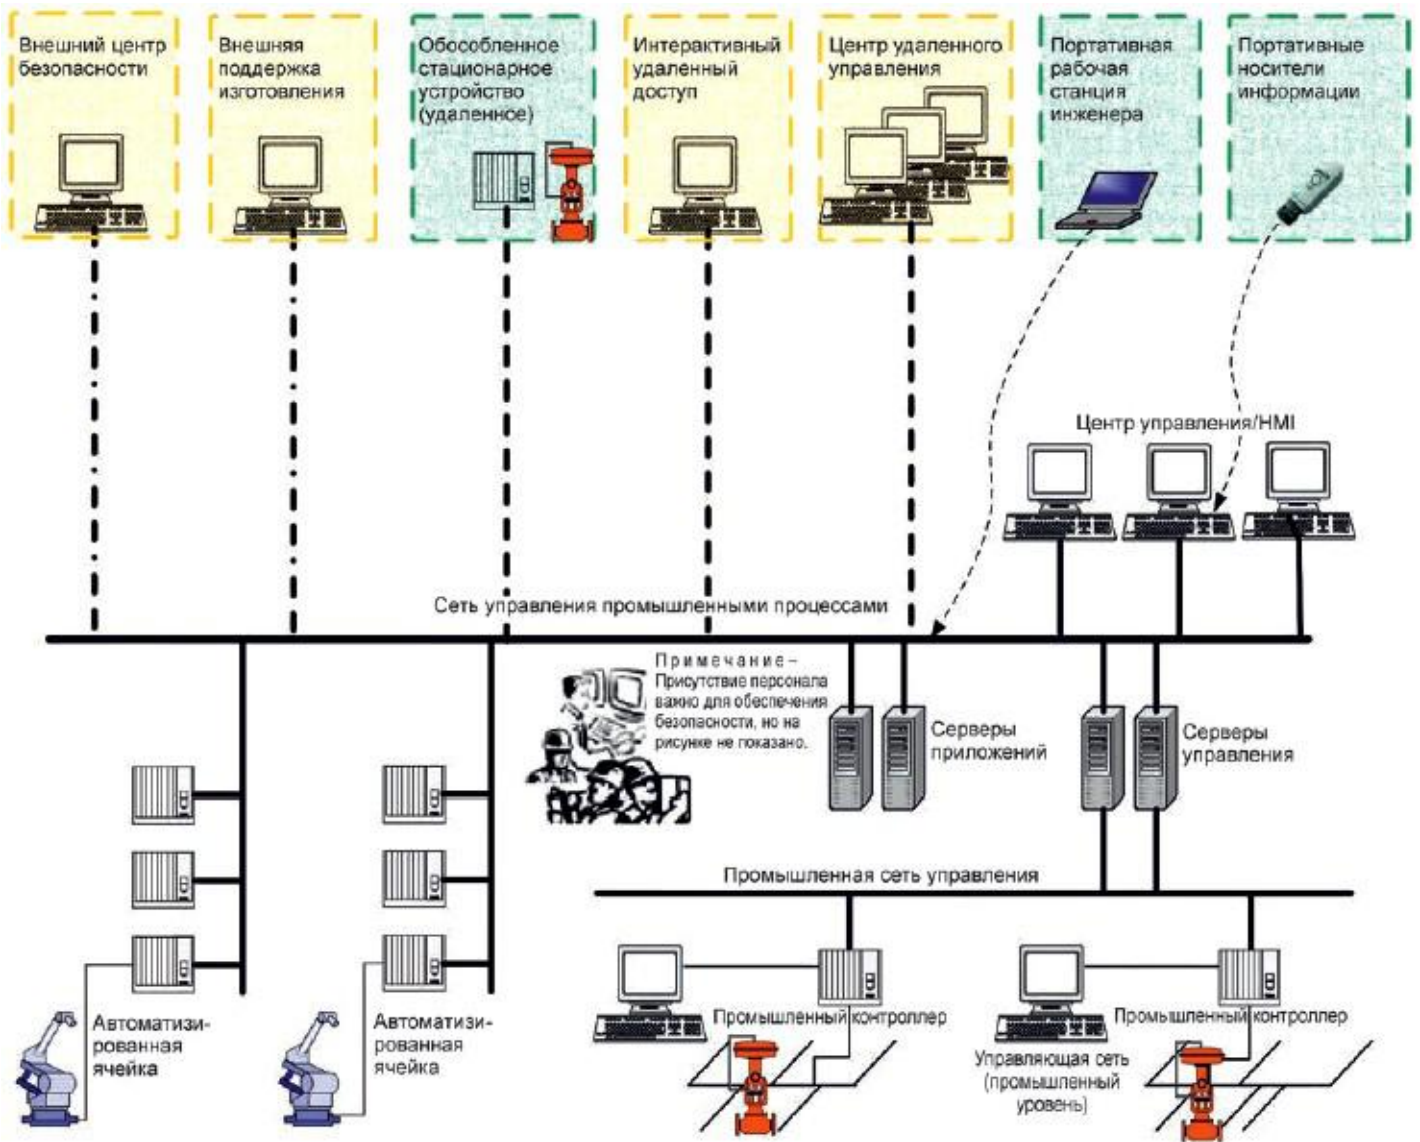 Внешний центр
безопасности
Внешняя
поддержка
изготовления
Обособленное
стационарное
устройство
(удаленное)
Интерактивный
удаленный
доступ
Центр удаленного
управления
Портативная
рабочая
станция
инженера
Портативные
носители
информации
Центр управления/HMI
Сеть управления промышленными процессами
Примечание –
Присутствие персонала
важно для обеспечения
безопасности, но на
рисунке не показано.
Серверы
приложений
Серверы
управления
Промышленная сеть управления
Автоматизи-
рованная
ячейка
Автоматизи-
рованная
ячейка
Промышленный контроллер
Промышленный контроллер
Управляющая сеть
(промышленный
уровень)